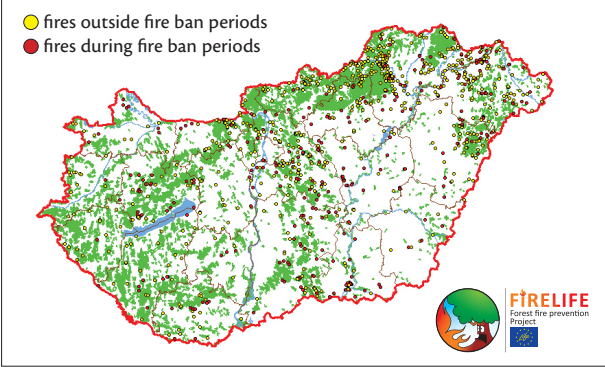 fires outside fire ban periods
fires during fire ban periods
FIRELIFE
Forest fire prevention
Project